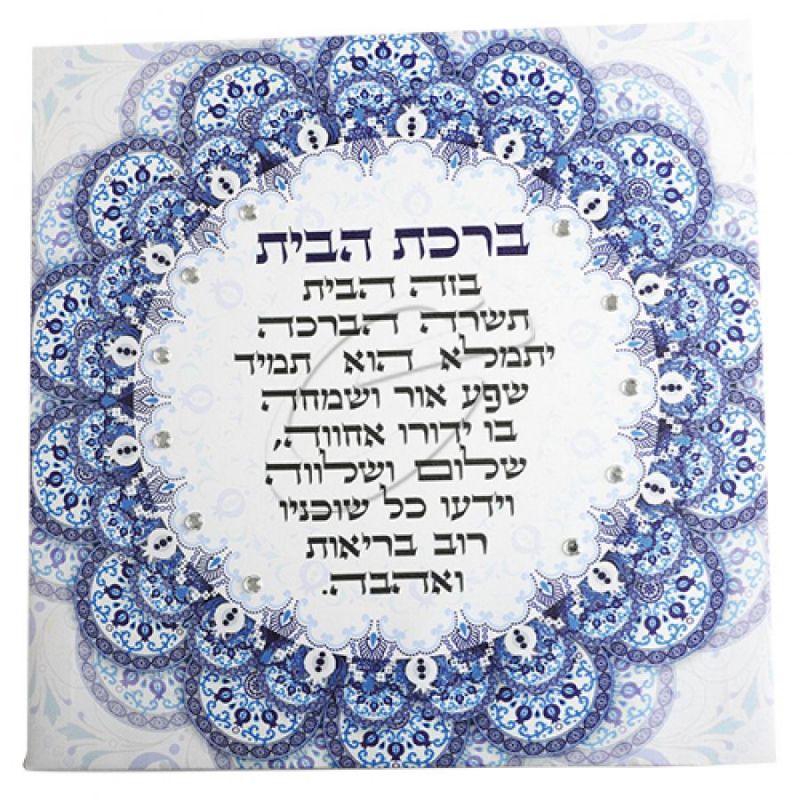 ברכת הבית
בזה הבית
תשרה הברכה
יתמלא הוא תמיד
שפע אור ושמחה
בו ידורו אחווה,
שלום ושלווה
וידעו כל שוכניו
רוב בריאות
ואהבה.